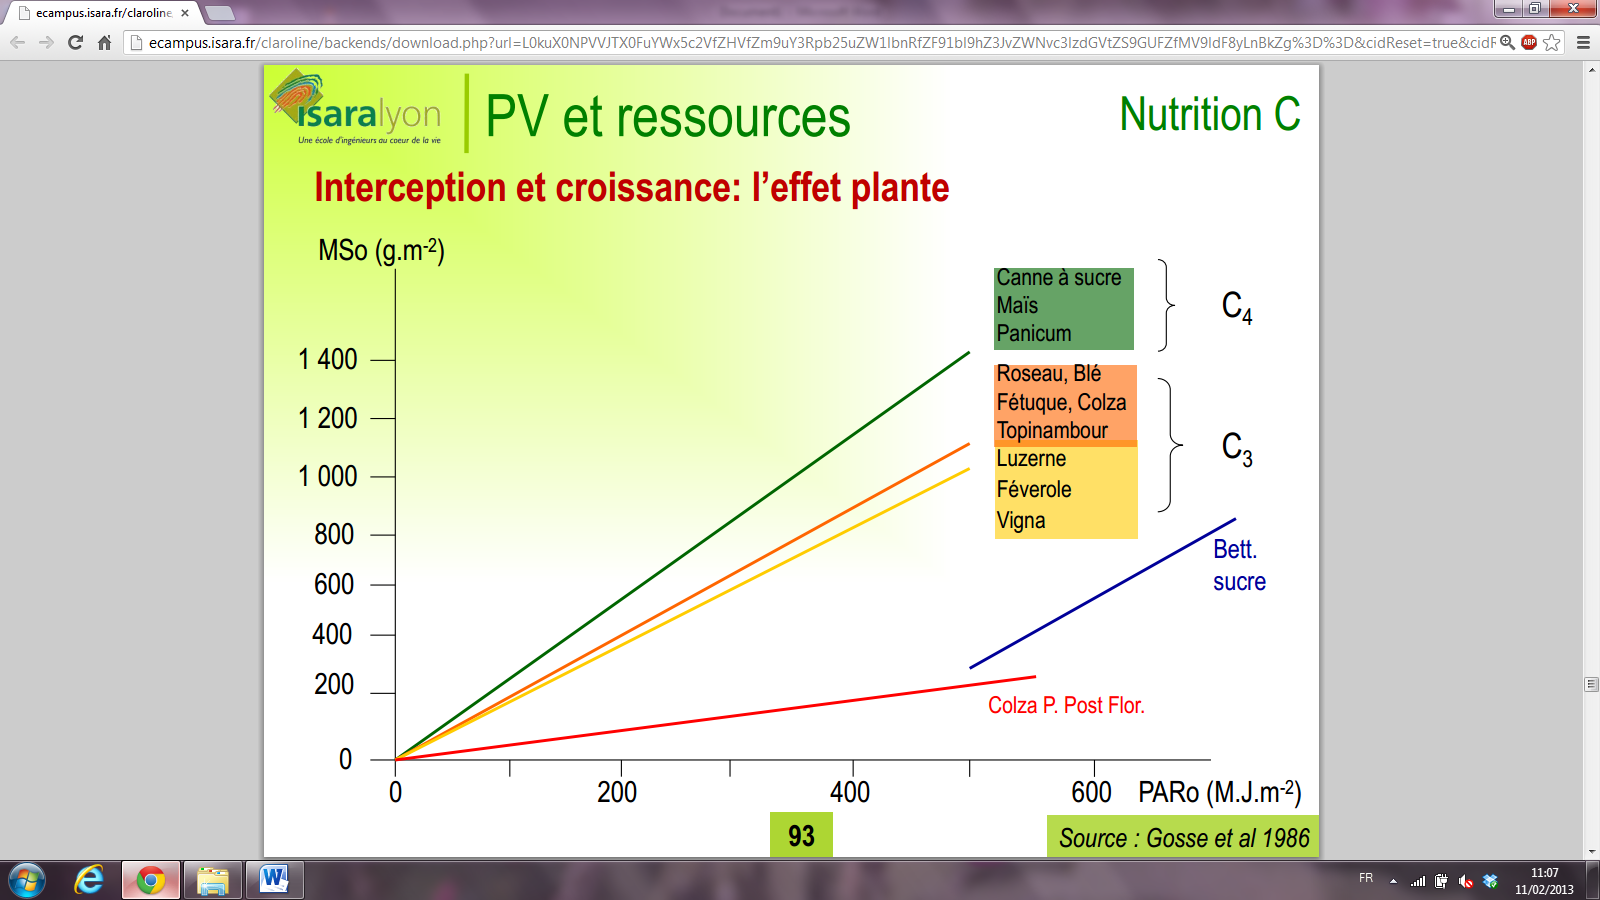 ecampus.isara.fr/claroline
ecampus.isara.fr/claroline/backends/download.php?url=L0kuX0NPVVJTX0FuYWx5c2VfZHVfZm9uY3Rpb25uZW1lbnRfZF91bl9hZ3JvZWNvc3lzdGVtZS9GUFZfMV9ldF8yLnBkZg%3D%3D&cidReset=true&cidR
ABP
isaralyon
Une école d'ingénieurs au coeur de la vie
PV et ressources
Nutrition C
Interception et croissance: l'effet plante
MSo (g.m-2)
Canne à sucre
Maïs
Panicum
C4
1 400
Roseau, Blé
Fétuque, Colza
Topinambour
1 200
C3
Luzerne
Féverole
Vigna
1 000
800
Bett.
sucre
600
400
200
Colza P. Post Flor.
0
0 200 400 600 PARo (M.J.m-2)
93
Source : Gosse et al 1986
FR
11:07
11/02/2013